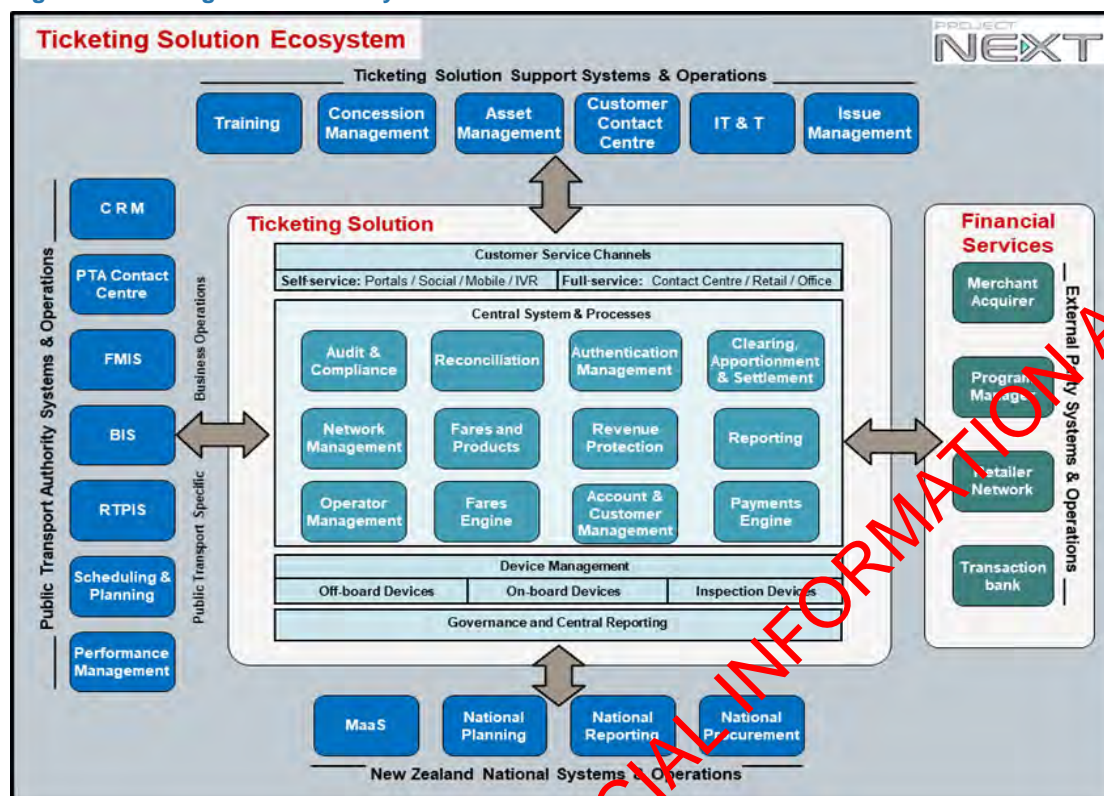 Ticketing Solution Ecosystem
PROJECT
NEXT
Ticketing Solution Support Systems & Operations
Training
Concession
Management
Asset
Management
Customer
Contact
Centre
IT & T
Issue
Management
Public Transport Authority Systems & Operations
CRM
PTA Contact
Centre
FMIS
BIS
RTPIS
Scheduling &
Planning
Performance
Management
Business Operations
Public Transport Specific
Ticketing Solution
Customer Service Channels
Self-service: Portals / Social / Mobile / IVR
Full-service: Contact Centre / Retail / Office
Central System & Processes
Audit &
Compliance
Reconciliation
Authentication
Management
Clearing,
Apportionment
& Settlement
Network
Management
Fares and
Products
Revenue
Protection
Reporting
Operator
Management
Fares
Engine
Account &
Customer
Management
Payments
Engine
Device Management
Off-board Devices
On-board Devices
Inspection Devices
Governance and Central Reporting
Financial
Services
Merchant
Acquirer
Program
Manager
Retailer
Network
Transaction
bank
External Party Systems & Operations
MaaS
National
Planning
National
Reporting
National
Procurement
New Zealand National Systems & Operations
CIAL INFORMATION A